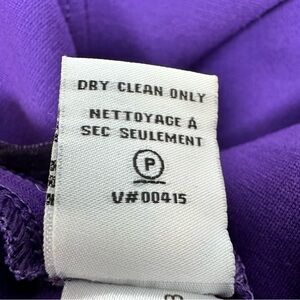 DRY CLEAN ONLY
NETTOYAGE À
SEC SEULEMENT
P
V#00415